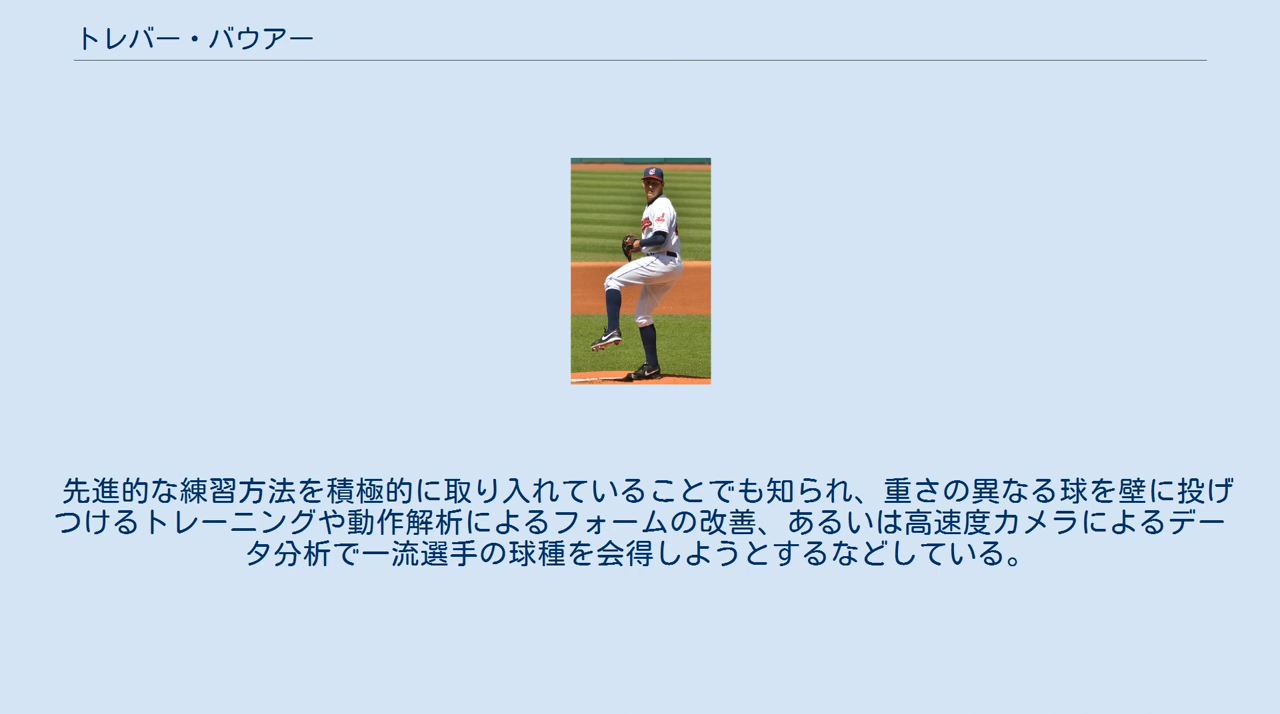 トレバー・バウアー
先進的な練習方法を積極的に取り入れていることでも知られ、重さの異なる球を壁に投げ
つけるトレーニングや動作解析によるフォームの改善、あるいは高速度カメラによるデー
タ分析で一流選手の球種を会得しようとするなどしている。